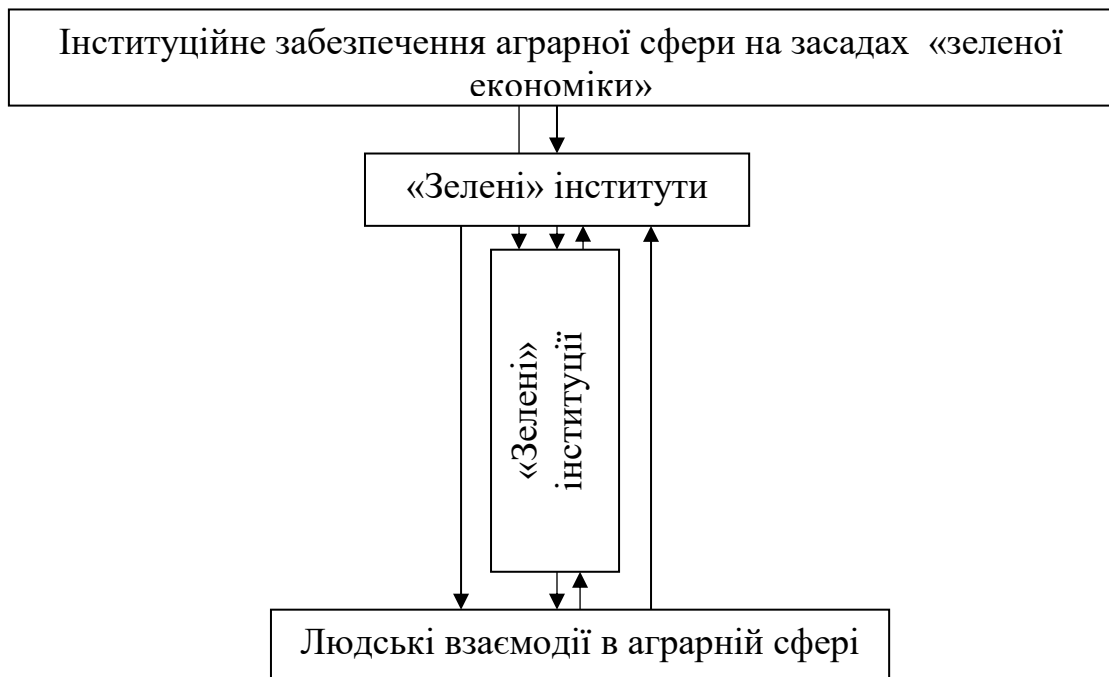 Інституційне забезпечення аграрної сфери на засадах «зеленої
економіки»
«Зелені» інститути
«Зелені»
інституції
Людські взаємодії в аграрній сфері